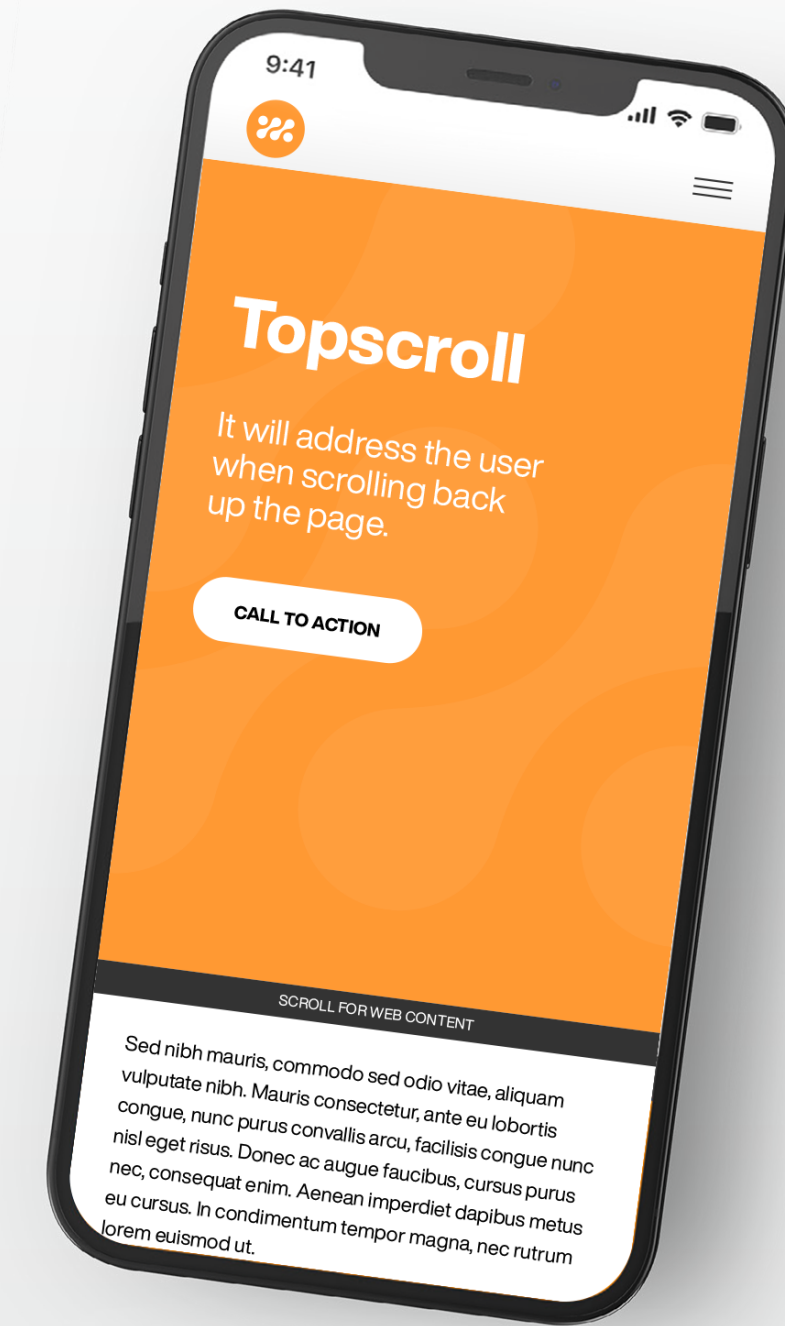 9:41
Topscroll
It will address the user
when scrolling back
up the page.
CALL TO ACTION
SCROLL FOR WEB CONTENT
Sed nibh mauris, commodo sed odio vitae, aliquam
vulputate nibh. Mauris consectetur, ante eu lobortis
congue, nunc purus convallis arcu, facilisis congue nunc
nisl eget risus. Donec ac augue faucibus, cursus purus
nec, consequat enim. Aenean imperdiet dapibus metus
eu cursus. In condimentum tempor magna, nec rutrum
lorem euismod ut.